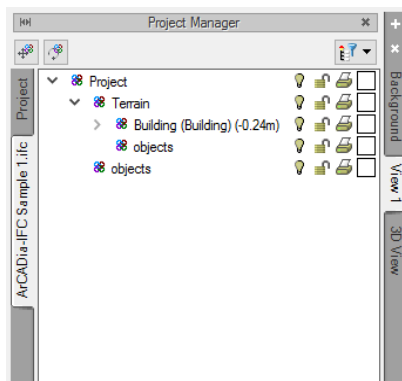 Project Manager
Project
ArCADia-IFC Sample 1.ifc
Project
Terrain
Building (Building) (-0.24m)
objects
objects
Background
View 1
3D View